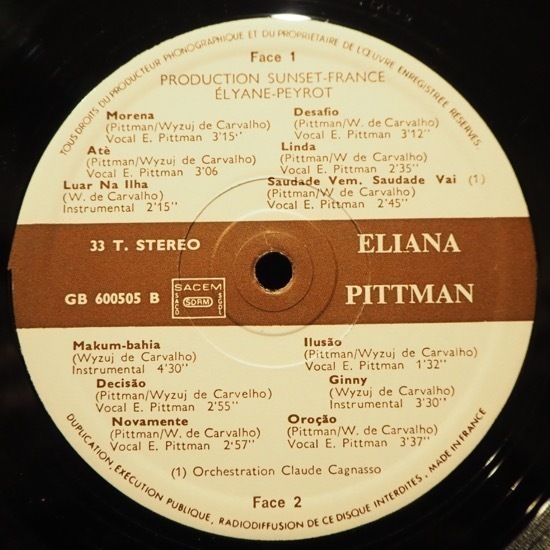 TOUS DROITS DU PRODUCTEUR PHONOGRAPHIQUE ET DU PROPRIETAIRE DE L'ŒUVRE ENREGISTREE RESERVES.
Face 1
PRODUCTION SUNSET-FRANCE
ÉLYANE-PEYROT
Morena
(Pittman/Wyzuj de Carvalho)
Vocal E. Pittman 3'15''
Atè
(Pittman/Wyzuj de Carvalho)
Vocal E. Pittman 3'06
Luar Na Ilha
(W. de Carvalho)
Instrumental 2'15''
Desafio
(Pittman/W. de Carvalho)
Vocal E. Pittman 3'12''
Linda
(Pittman/W de Carvalho)
Vocal E. Pittman 2'35''
Saudade Vem. Saudade Vai (1)
(Pittman/W de Carvalho)
Vocal E. Pittman 2'45''
33 T. STEREO
GB 600505 B
SACEM
SACD SDRM SGDL
ELIANA
PITTMAN
Makum-bahia
(Wyzuj de Carvalho)
Instrumental 4'30''
Decisão
(Pittman/Wyzuj de Carvelho)
Vocal E. Pittman 2'55''
Novamente
(Pittman/W. de Carvalho)
Vocal E. Pittman 2'57''
Ilusão
(Pittman/Wyzuj de Carvalho)
Vocal E. Pittman 1'32''
Ginny
(Wyzuj de Carvalho)
Instrumental 3'30''
Oroção
(Pittman/W. de Carvalho)
Vocal E. Pittman 3'37''
(1) Orchestration Claude Cagnasso
Face 2
DUPLICATION, EXECUTION PUBLIQUE, RADIODIFFUSION DE CE DISQUE INTERDITES, MADE IN FRANCE